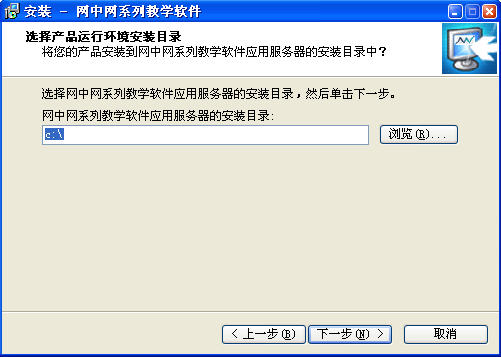 安装 - 网中网系列教学软件
选择产品运行环境安装目录
将您的产品安装到网中网系列教学软件应用服务器的安装目录中?
选择网中网系列教学软件应用服务器的安装目录,然后单击下一步。
网中网系列教学软件应用服务器的安装目录:
c:\
浏览(R)...
< 上一步(B)
下一步(N) >
取消